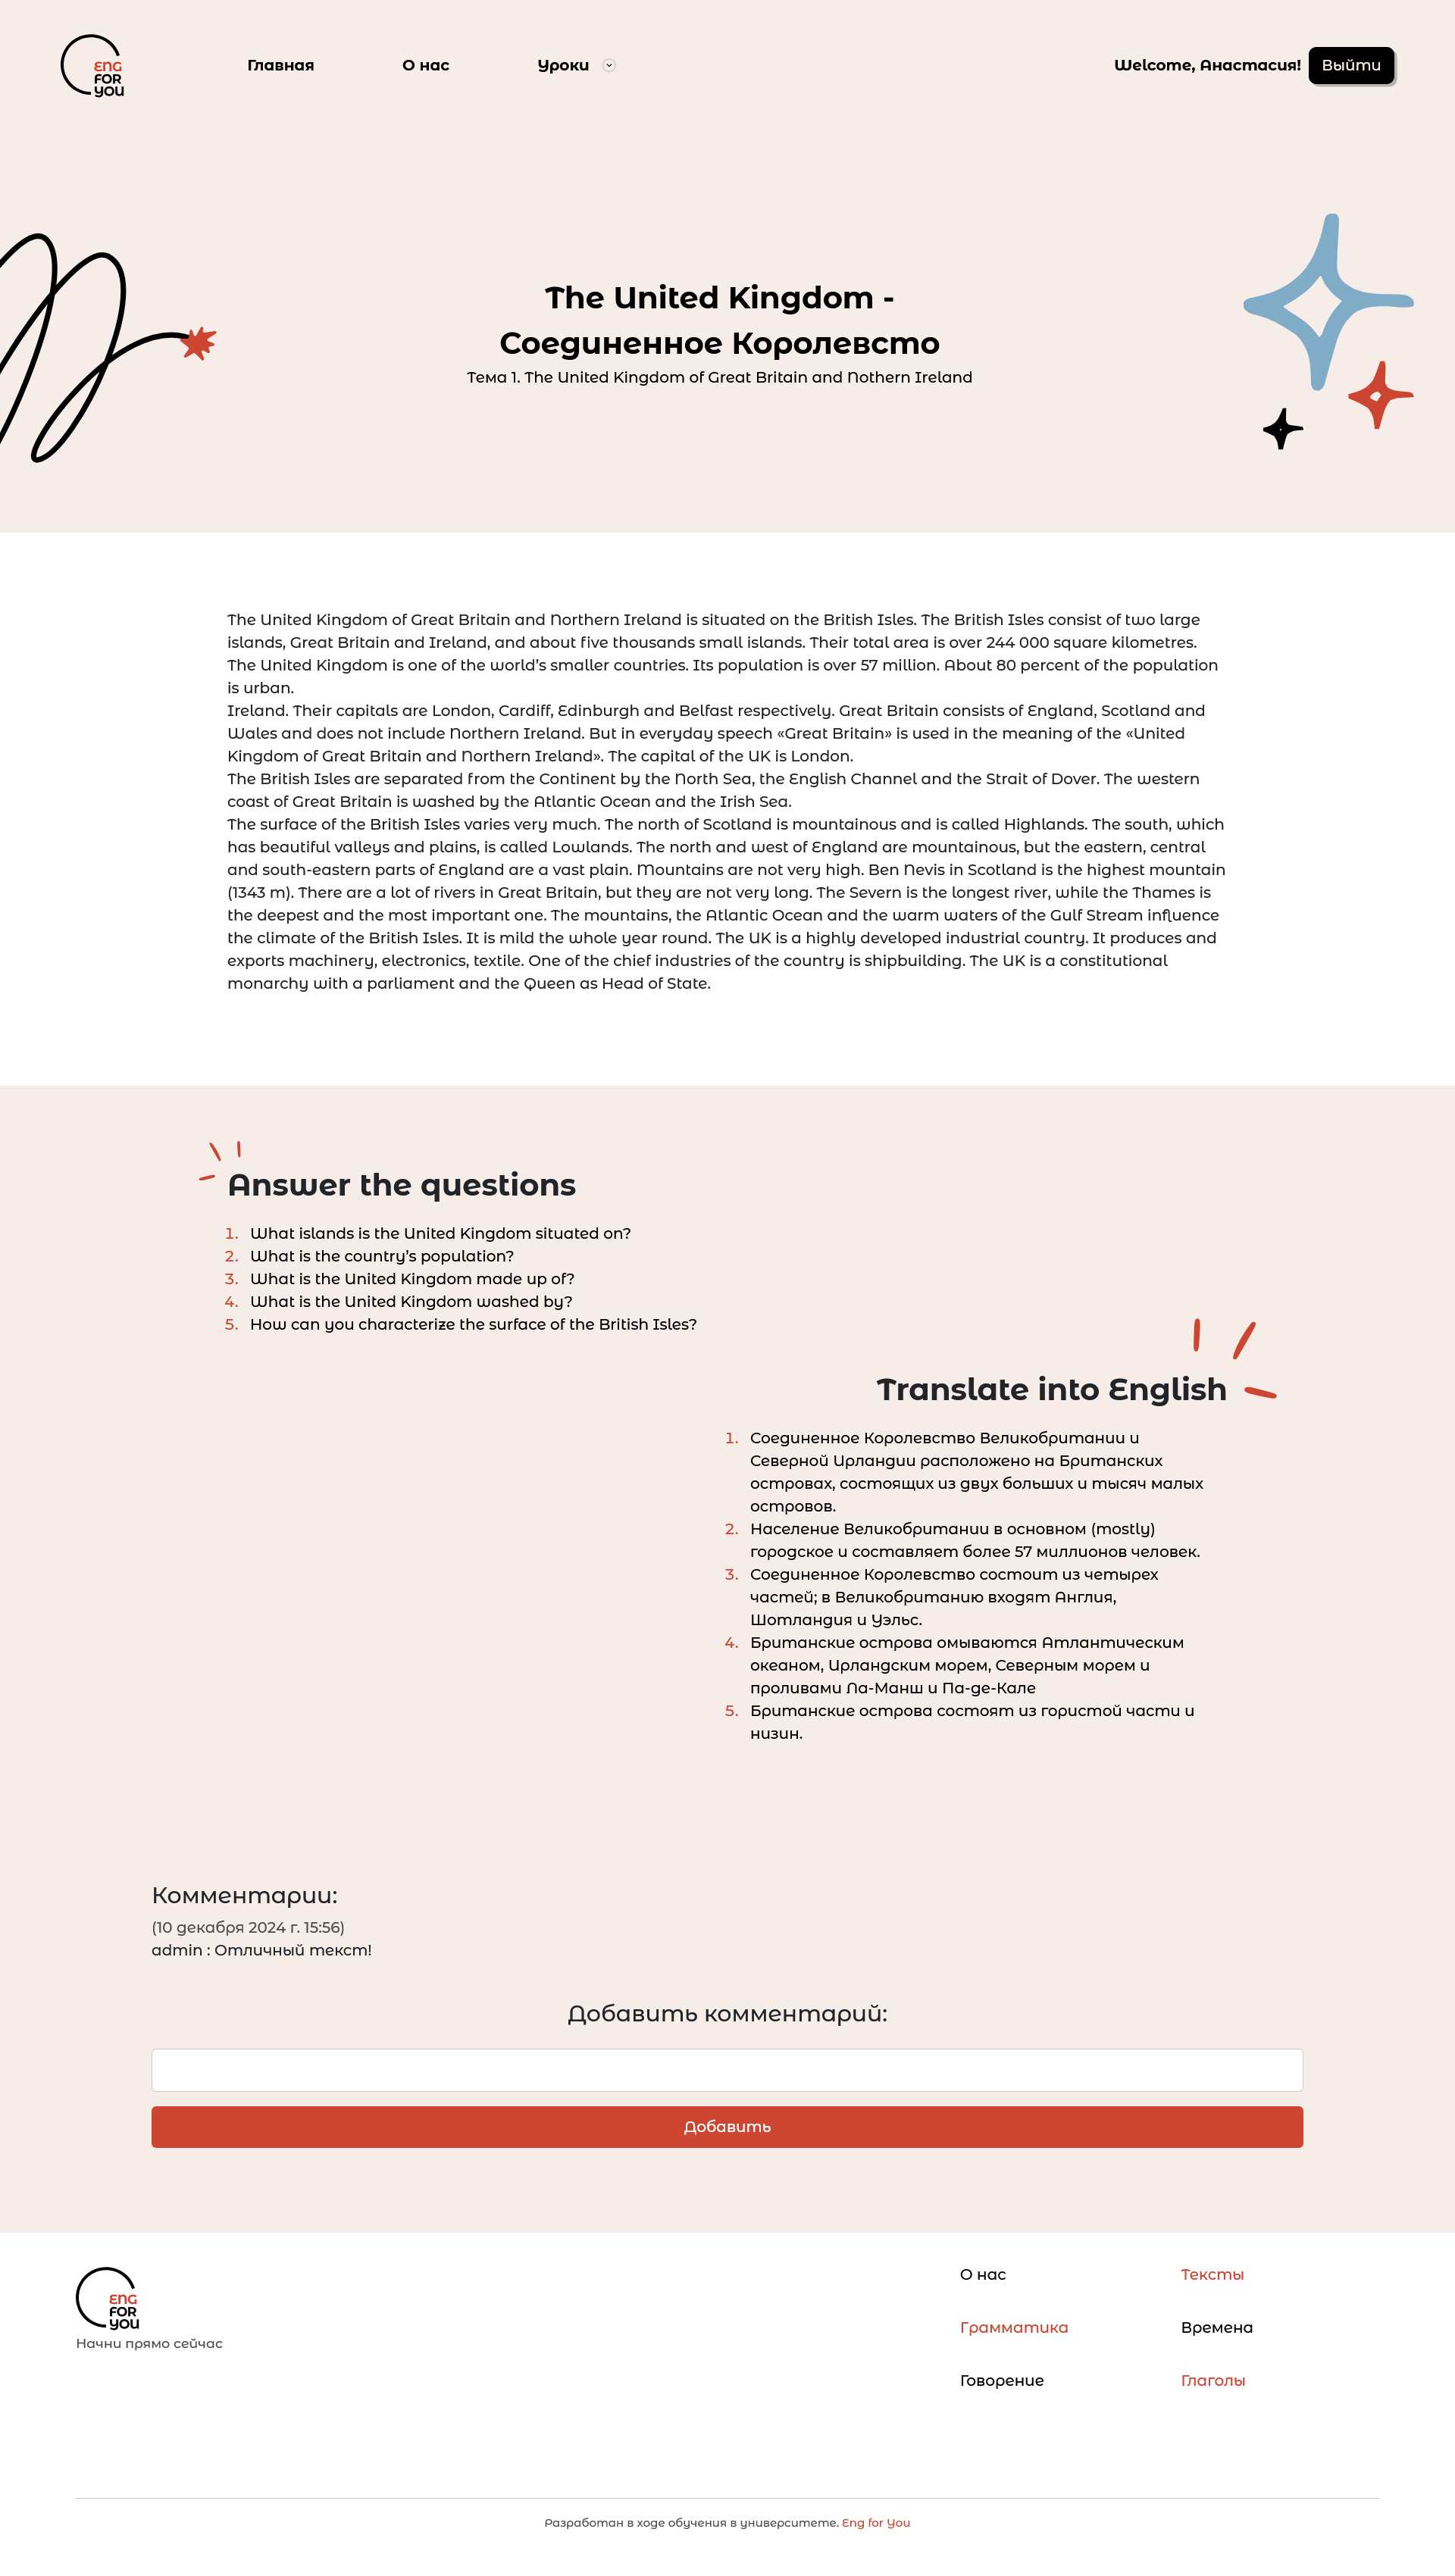 ENG
FOR
YOU
Главная
О нас
Уроки
Welcome, Анастасия!
Выйти
The United Kingdom -
Соединенное Королевсто
Тема 1. The United Kingdom of Great Britain and Nothern Ireland
The United Kingdom of Great Britain and Northern Ireland is situated on the British Isles. The British Isles consist of two large
islands, Great Britain and Ireland, and about five thousands small islands. Their total area is over 244 000 square kilometres.
The United Kingdom is one of the world’s smaller countries. Its population is over 57 million. About 80 percent of the population
is urban.
Ireland. Their capitals are London, Cardiff, Edinburgh and Belfast respectively. Great Britain consists of England, Scotland and
Wales and does not include Northern Ireland. But in everyday speech «Great Britain» is used in the meaning of the «United
Kingdom of Great Britain and Northern Ireland». The capital of the UK is London.
The British Isles are separated from the Continent by the North Sea, the English Channel and the Strait of Dover. The western
coast of Great Britain is washed by the Atlantic Ocean and the Irish Sea.
The surface of the British Isles varies very much. The north of Scotland is mountainous and is called Highlands. The south, which
has beautiful valleys and plains, is called Lowlands. The north and west of England are mountainous, but the eastern, central
and south-eastern parts of England are a vast plain. Mountains are not very high. Ben Nevis in Scotland is the highest mountain
(1343 m). There are a lot of rivers in Great Britain, but they are not very long. The Severn is the longest river, while the Thames is
the deepest and the most important one. The mountains, the Atlantic Ocean and the warm waters of the Gulf Stream influence
the climate of the British Isles. It is mild the whole year round. The UK is a highly developed industrial country. It produces and
exports machinery, electronics, textile. One of the chief industries of the country is shipbuilding. The UK is a constitutional
monarchy with a parliament and the Queen as Head of State.
Answer the questions
1. What islands is the United Kingdom situated on?
2. What is the country’s population?
3. What is the United Kingdom made up of?
4. What is the United Kingdom washed by?
5. How can you characterize the surface of the British Isles?
Translate into English
1. Соединенное Королевство Великобритании и
Северной Ирландии расположено на Британских
островах, состоящих из двух больших и тысяч малых
островов.
2. Население Великобритании в основном (mostly)
городское и составляет более 57 миллионов человек.
3. Соединенное Королевство состоит из четырех
частей; в Великобританию входят Англия,
Шотландия и Уэльс.
4. Британские острова омываются Атлантическим
океаном, Ирландским морем, Северным морем и
проливами Ла-Манш и Па-де-Кале
5. Британские острова состоят из гористой части и
низин.
Комментарии:
(10 декабря 2024 г. 15:56)
admin : Отличный текст!
Добавить комментарий:
Добавить
ENG
FOR
YOU
Начни прямо сейчас
О нас
Тексты
Грамматика
Времена
Говорение
Глаголы
Разработан в ходе обучения в университете. Eng for You